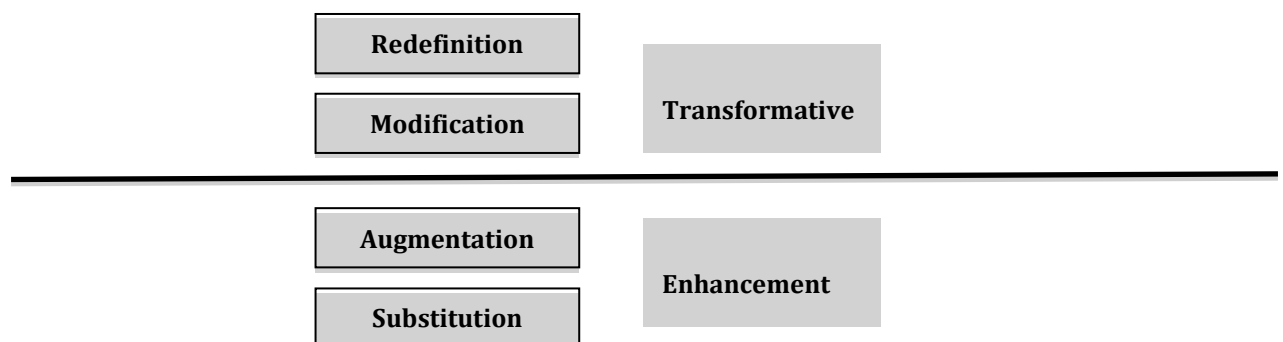 Redefinition
Modification
Transformative
Augmentation
Substitution
Enhancement